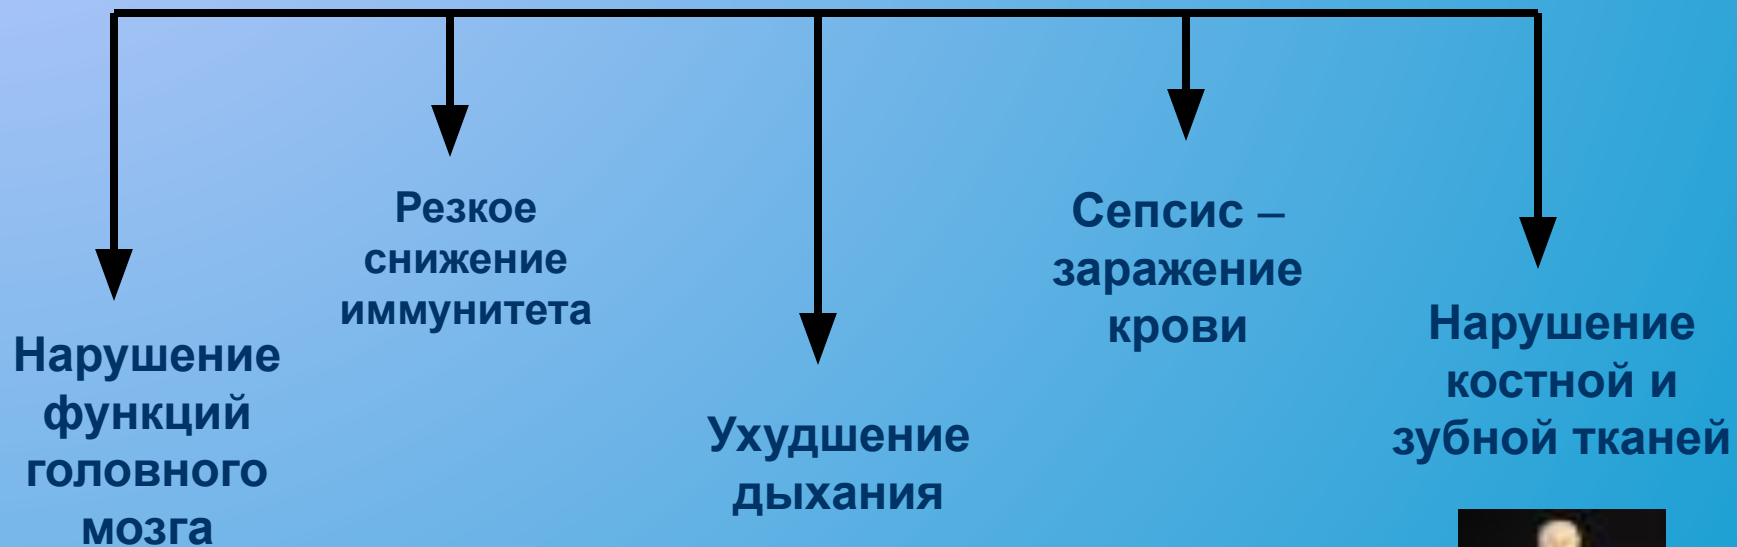 Нарушение
функций
головного
мозга
Резкое
снижение
иммунитета
Ухудшение
дыхания
Сепсис –
заражение
крови
Нарушение
костной и
зубной тканей